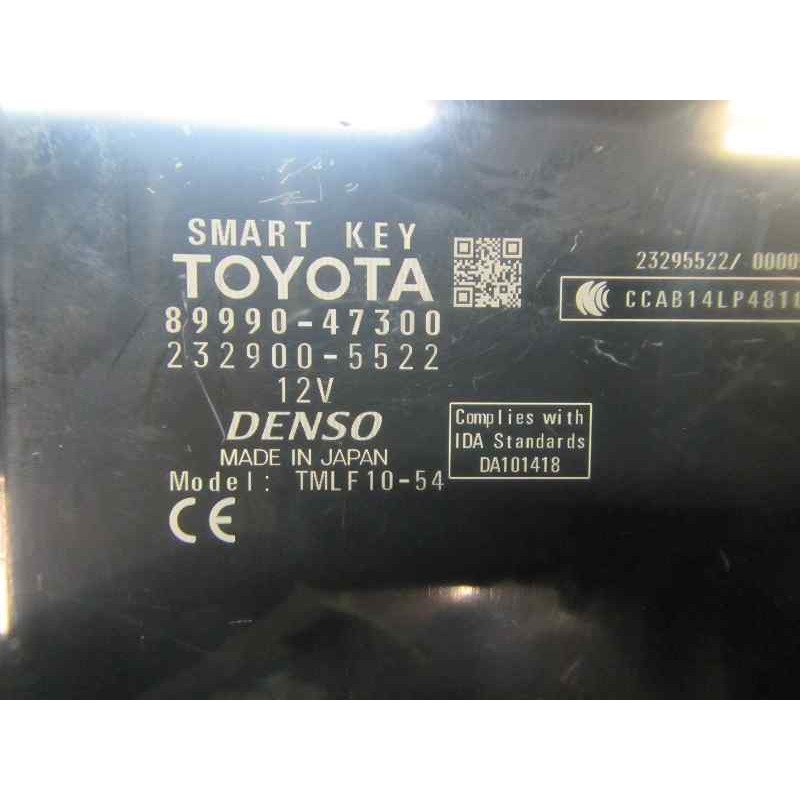 SMART KEY
TOYOTA
89990-47300
232900-5522
12V
DENSO
MADE IN JAPAN
Model: TMLF10-54
CE
23295522/
Complies with
IDA Standards
DA101418